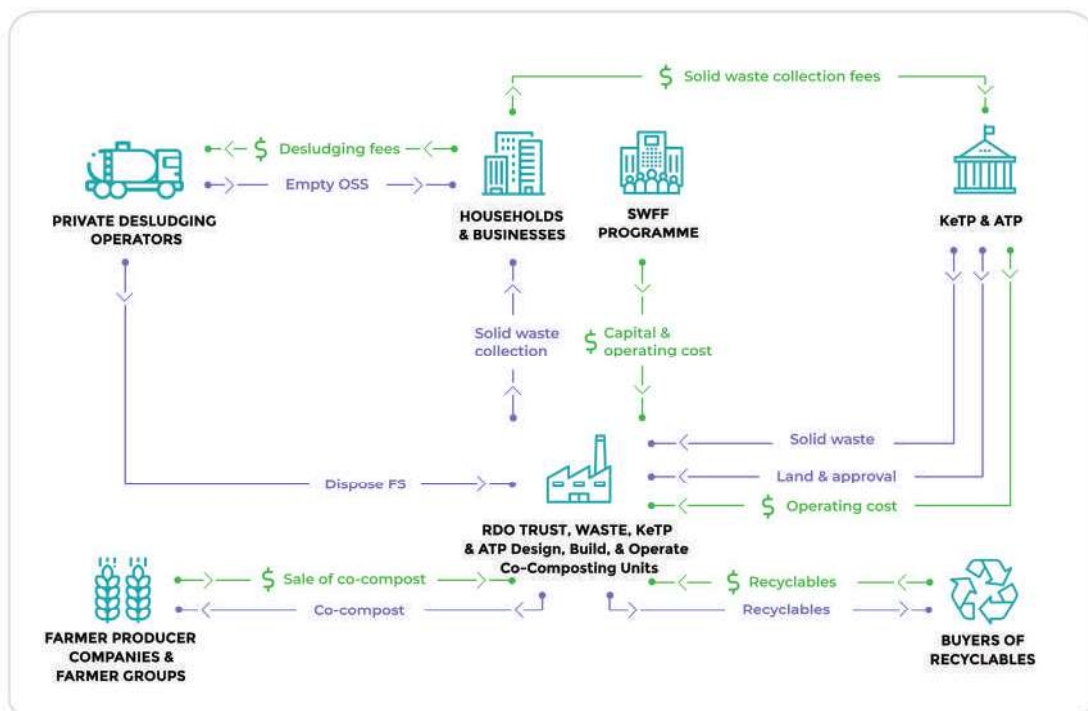 $ Solid waste collection fees
$ Desludging fees
Empty OSS
PRIVATE DESLUDGING
OPERATORS
HOUSEHOLDS
& BUSINESSES
SWFF
PROGRAMME
KeTP & ATP
Solid waste
collection
$ Capital &
operating cost
Solid waste
Land & approval
$ Operating cost
Dispose FS
RDO TRUST, WASTE, KeTP
& ATP Design, Build, & Operate
Co-Composting Units
$ Sale of co-compost
Co-compost
$ Recyclables
Recyclables
FARMER PRODUCER
COMPANIES &
FARMER GROUPS
BUYERS OF
RECYCLABLES